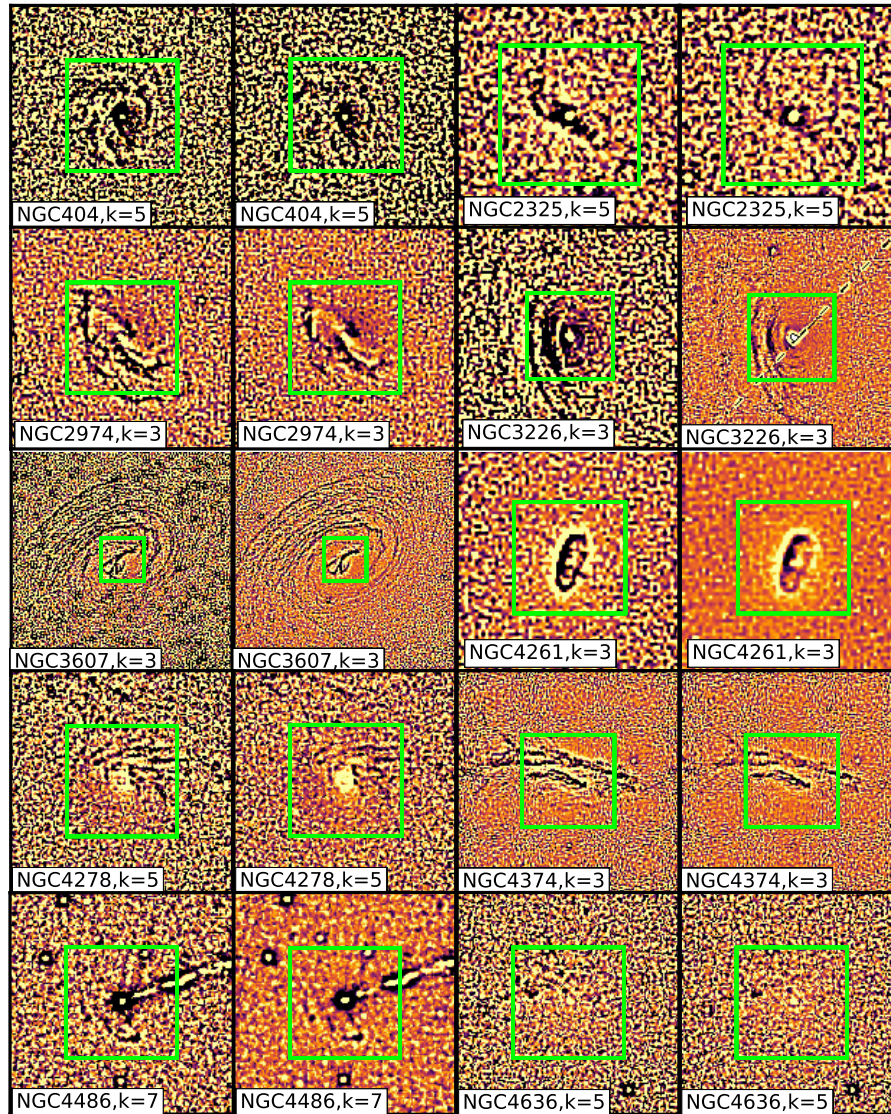 NGC404,k=5
NGC404,k=5
NGC2325,k=5
NGC2325,k=5
NGC2974,k=3
NGC2974,k=3
NGC3226,k=3
NGC3226,k=3
NGC3607,k=3
NGC3607,k=3
NGC4261,k=3
NGC4261,k=3
NGC4278,k=5
NGC4278,k=5
NGC4374,k=3
NGC4374,k=3
NGC4486,k=7
NGC4486,k=7
NGC4636,k=5
NGC4636,k=5